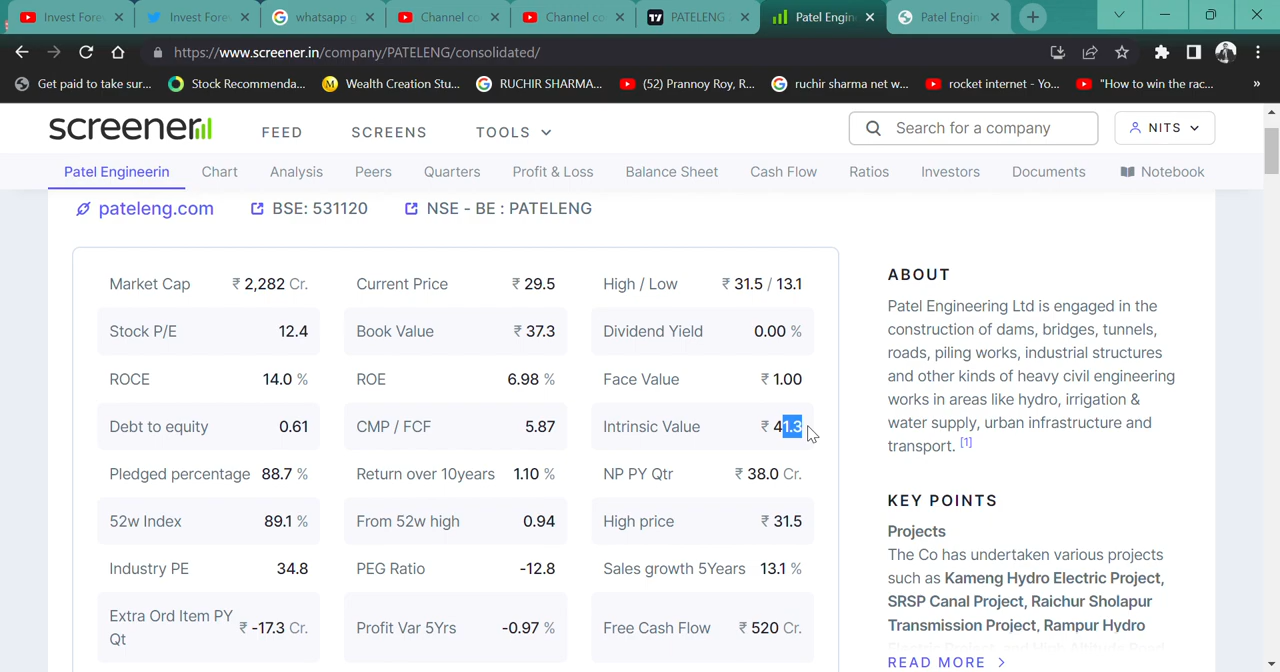 Invest Fore
Invest Forev
whatsapp g
Channel co
Channel co
PATELENG
Patel Engin
Patel Engin
https://www.screener.in/company/PATELENG/consolidated/
Get paid to take sur...
Stock Recommenda...
Wealth Creation Stu...
RUCHIR SHARMA...
(52) Prannoy Roy, R...
ruchir sharma net w...
rocket internet - Yo...
"How to win the rac...
»
screener
FEED
SCREENS
TOOLS
Search for a company
NITS
Patel Engineerin
Chart
Analysis
Peers
Quarters
Profit & Loss
Balance Sheet
Cash Flow
Ratios
Investors
Documents
Notebook
pateleng.com
BSE: 531120
NSE - BE : PATELENG
Market Cap ₹ 2,282 Cr.
Current Price ₹ 29.5
High / Low ₹ 31.5 / 13.1
Stock P/E 12.4
Book Value ₹ 37.3
Dividend Yield 0.00 %
ROCE 14.0 %
ROE 6.98 %
Face Value ₹ 1.00
Debt to equity 0.61
CMP / FCF 5.87
Intrinsic Value ₹ 41.3
Pledged percentage 88.7 %
Return over 10years 1.10 %
NP PY Qtr ₹ 38.0 Cr.
52w Index 89.1 %
From 52w high 0.94
High price ₹ 31.5
Industry PE 34.8
PEG Ratio -12.8
Sales growth 5Years 13.1 %
Extra Ord Item PY
Qt
₹ -17.3 Cr.
Profit Var 5Yrs -0.97 %
Free Cash Flow ₹ 520 Cr.
ABOUT
Patel Engineering Ltd is engaged in the
construction of dams, bridges, tunnels,
roads, piling works, industrial structures
and other kinds of heavy civil engineering
works in areas like hydro, irrigation &
water supply, urban infrastructure and
transport. [1]
KEY POINTS
Projects
The Co has undertaken various projects
such as Kameng Hydro Electric Project,
SRSP Canal Project, Raichur Sholapur
Transmission Project, Rampur Hydro
READ MORE